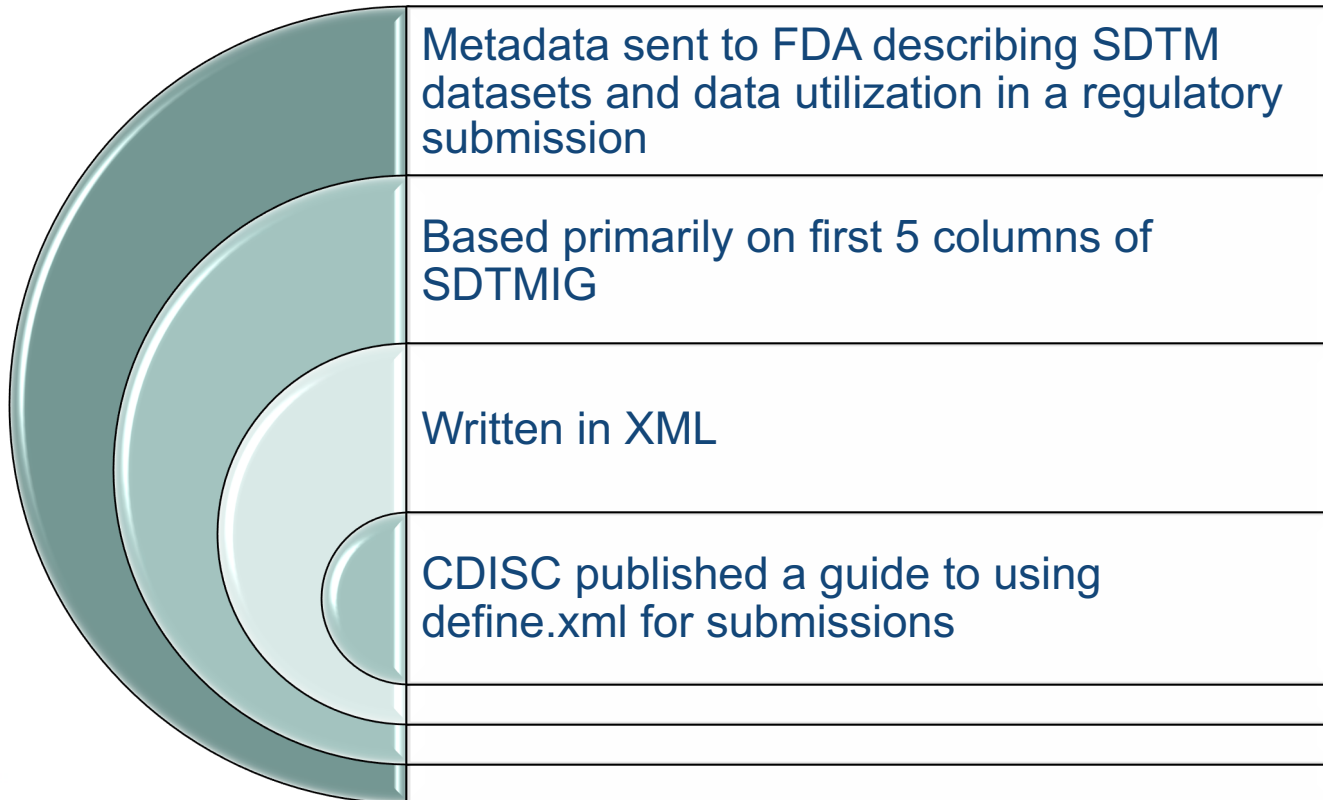 Metadata sent to FDA describing SDTM
datasets and data utilization in a regulatory
submission
Based primarily on first 5 columns of
SDTMIG
Written in XML
CDISC published a guide to using
define.xml for submissions